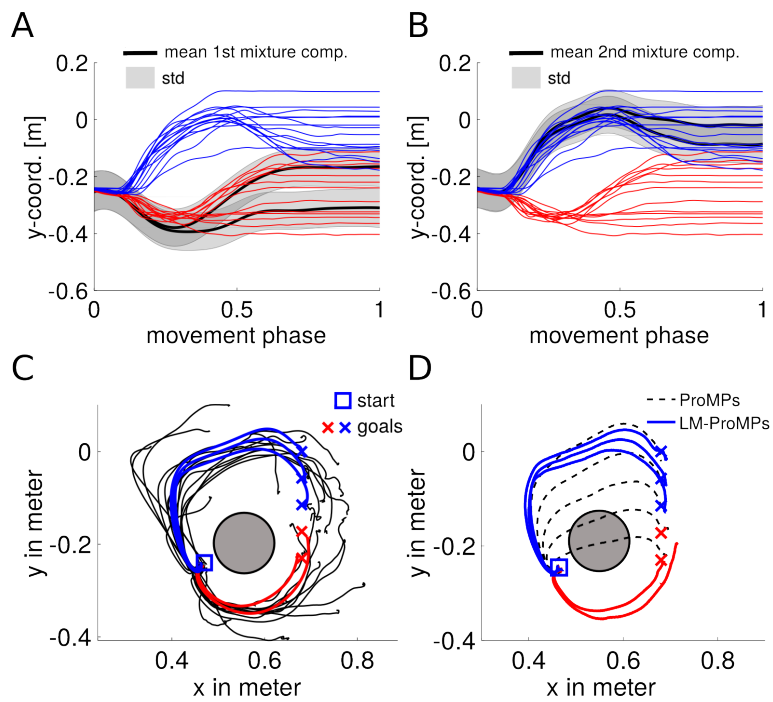 A
mean 1st mixture comp.
std
0.2
0
-0.2
-0.4
-0.6
y-coord. [m]
0
0.5
1
movement phase
B
mean 2nd mixture comp.
std
0.2
0
-0.2
-0.4
-0.6
y-coord. [m]
0
0.5
1
movement phase
C
start
goals
0
-0.2
-0.4
y in meter
0.4
0.6
0.8
x in meter
D
ProMPs
LM-ProMPs
0
-0.2
-0.4
y in meter
0.4
0.6
0.8
x in meter